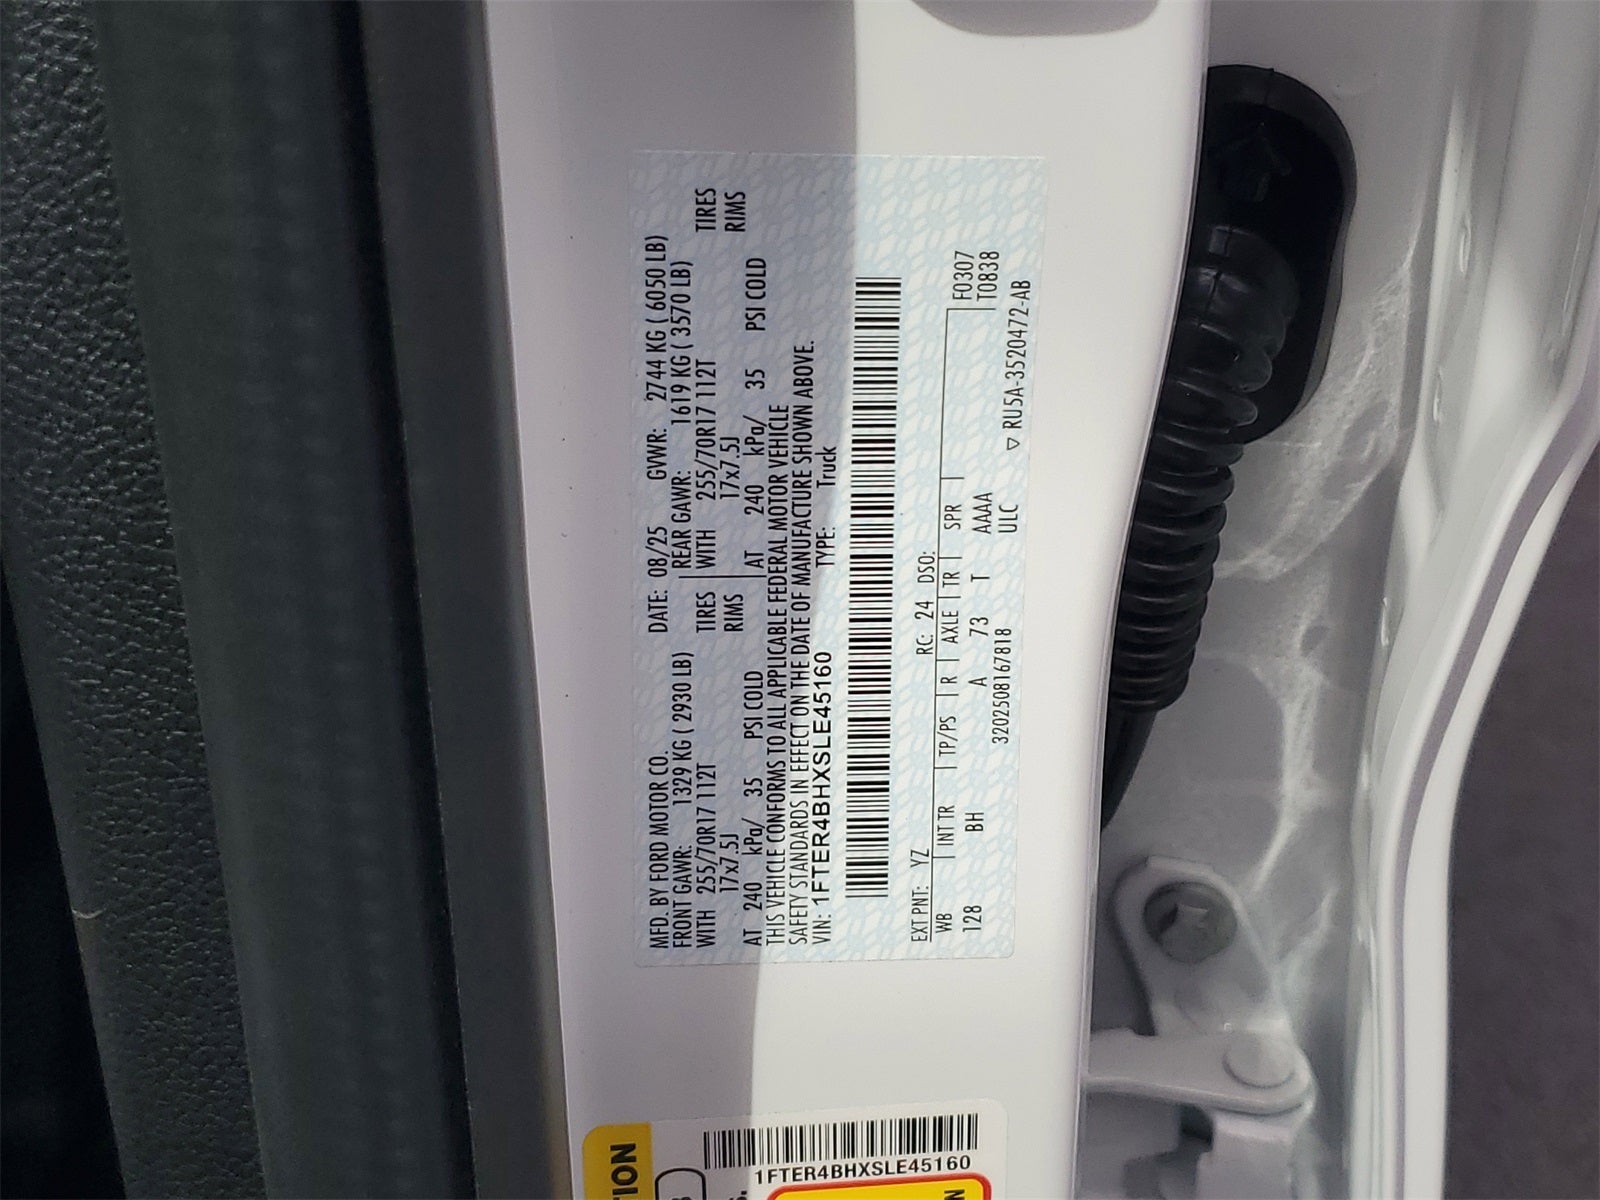 MFD. BY FORD MOTOR CO. DATE: 08/25 GVWR: 2744 KG ( 6050 LB)
FRONT GAWR: 1329 KG ( 2930 LB) REAR GAWR: 1619 KG ( 3570 LB)
WITH 255/70R17 112T TIRES WITH 255/70R17 112T TIRES
17x7.5J RIMS 17x7.5J RIMS
AT 240 kPa/ 35 PSI COLD AT 240 kPa/ 35 PSI COLD
THIS VEHICLE CONFORMS TO ALL APPLICABLE FEDERAL MOTOR VEHICLE
SAFETY STANDARDS IN EFFECT ON THE DATE OF MANUFACTURE SHOWN ABOVE.
VIN: 1FTER4BHXSLE45160 TYPE: Truck
EXT PNT: YZ RC: 24 DSO: F0307
WB INT TR TP/PS R AXLE TR SPR T0838
128 BH A 73 T AAAA
3202508167818 ULC
▽ RU5A-3520472-AB
TION
1FTER4BHXSLE45160